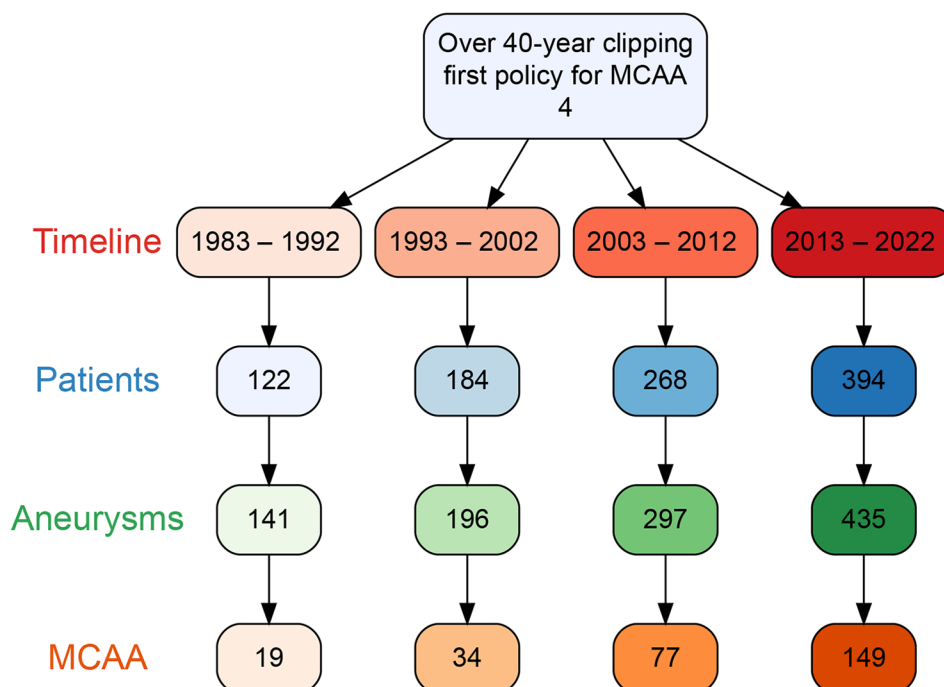 Over 40-year clipping
first policy for MCAA
4
Timeline 1983 – 1992 1993 – 2002 2003 – 2012 2013 – 2022
Patients 122 184 268 394
Aneurysms 141 196 297 435
MCAA 19 34 77 149